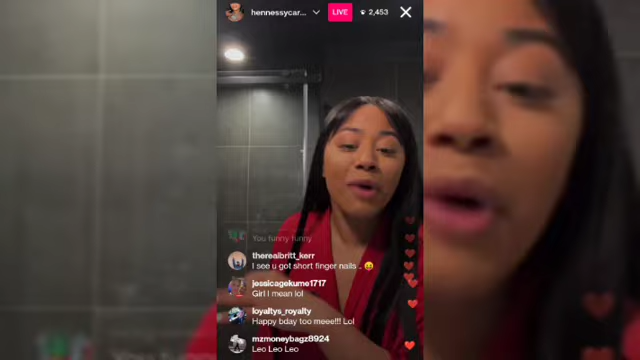 hennessycar...
LIVE
2,453
You funny funny
therealbritt_kerr
I see u got short finger nails .. 😛
jessicagekume1717
Girl I mean lol
loyaltys_royalty
Happy bday too meee!!! Lol
mzmoneybagz8924
Leo Leo Leo